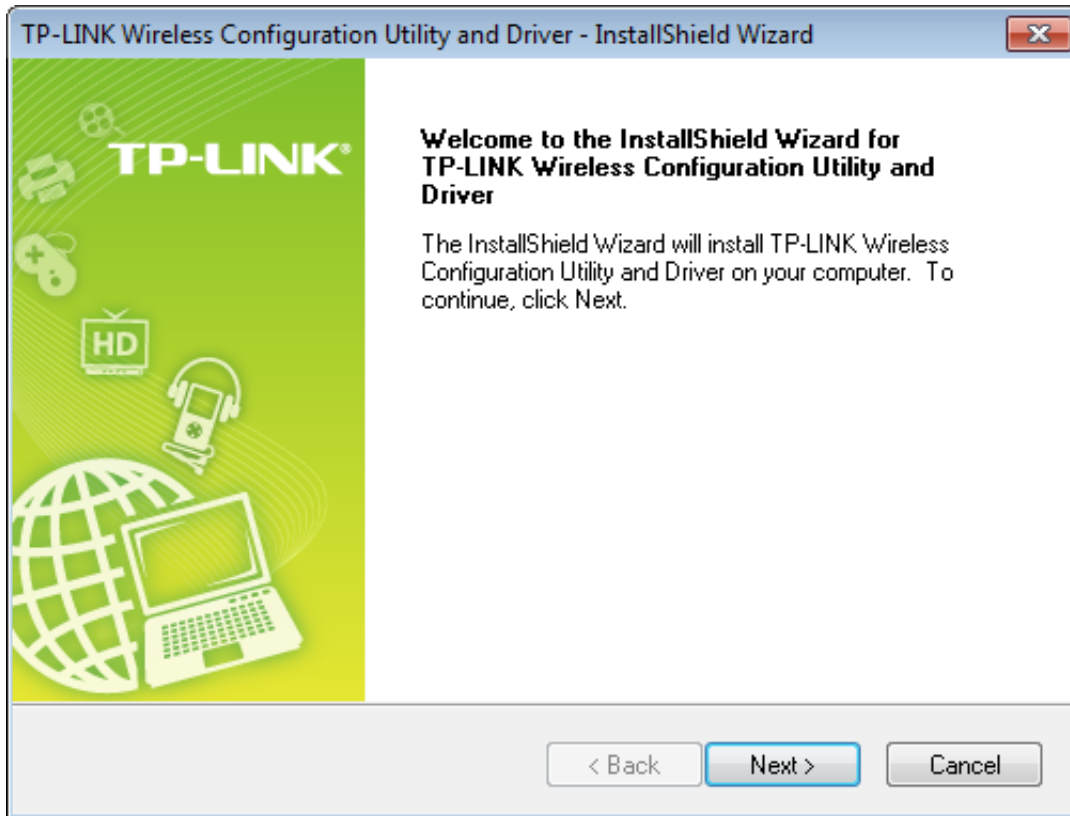 TP-LINK Wireless Configuration Utility and Driver - InstallShield Wizard
TP-LINK®
HD
Welcome to the InstallShield Wizard for
TP-LINK Wireless Configuration Utility and
Driver
The InstallShield Wizard will install TP-LINK Wireless
Configuration Utility and Driver on your computer. To
continue, click Next.
< Back
Next >
Cancel